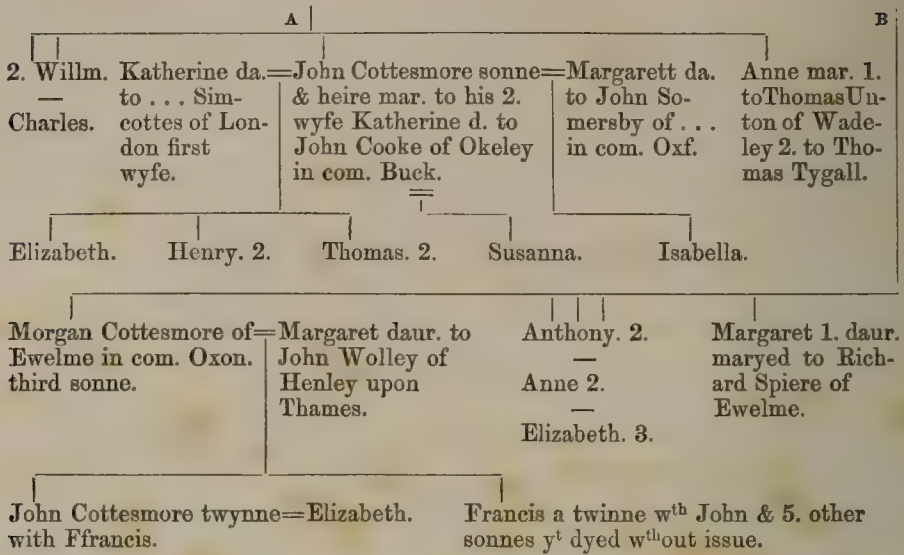 A B
2. Willm.
—
Charles.
Katherine da.=
to . . . Sim-
cottes of Lon-
don first
wyfe.
John Cottesmore sonne=
& heire mar. to his 2.
wyfe Katherine d. to
John Cooke of Okeley
in com. Buck.
Margarett da.
to John So-
mersby of . . .
in com. Oxf.
Anne mar. 1.
toThomasUn-
ton of Wade-
ley 2. to Tho-
mas Tygall.
Elizabeth. Henry. 2. Thomas. 2. Susanna. Isabella.
Morgan Cottesmore of=
Ewelme in com. Oxon.
third sonne.
Margaret daur. to
John Wolley of
Henley upon
Thames.
Anthony. 2.
—
Anne 2.
—
Elizabeth. 3.
Margaret 1. daur.
maryed to Rich-
ard Spiere of
Ewelme.
John Cottesmore twynne=Elizabeth.
with Ffrancis.
Francis a twinne wth John & 5. other
sonnes yt dyed wthout issue.